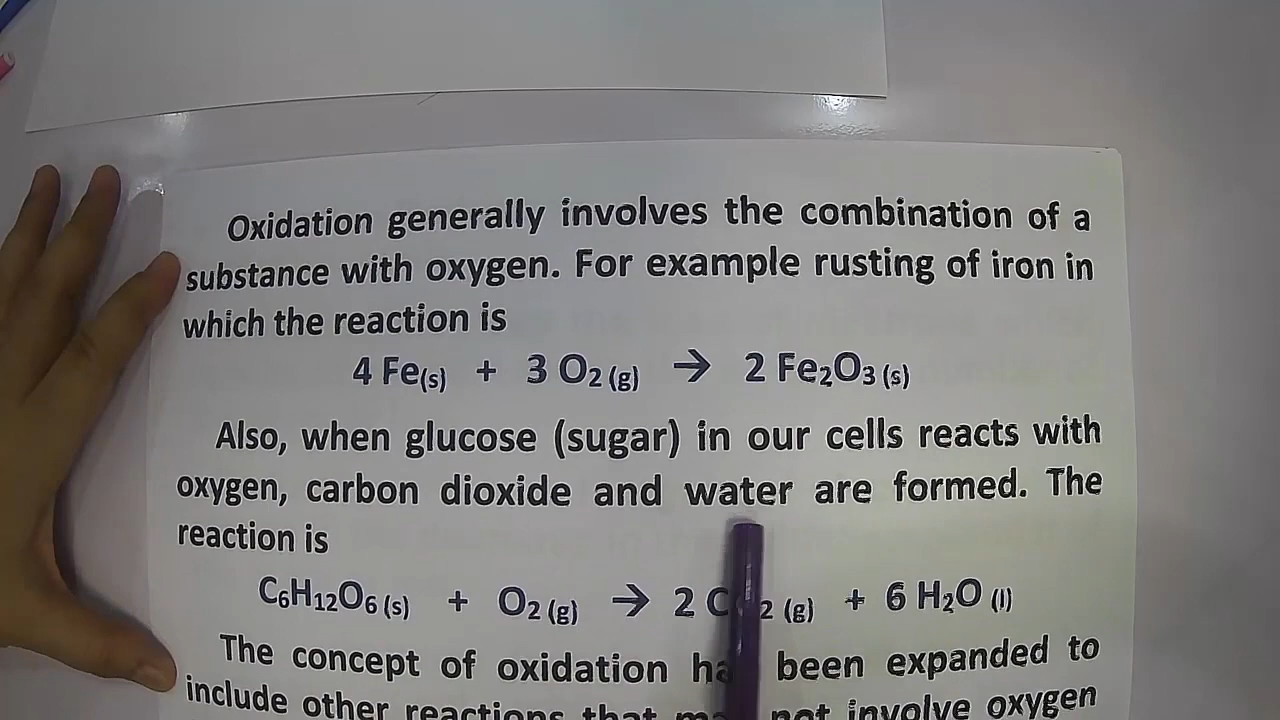 Oxidation generally involves the combination of a
substance with oxygen. For example rusting of iron in
which the reaction is
4 Fe(s) + 3 O2 (g) → 2 Fe2O3 (s)
Also, when glucose (sugar) in our cells reacts with
oxygen, carbon dioxide and water are formed. The
reaction is
C6H12O6 (s) + O2 (g) → 2 C 2 (g) + 6 H2O (l)
The concept of oxidation been expanded to
include other reactions that not involve oxygen